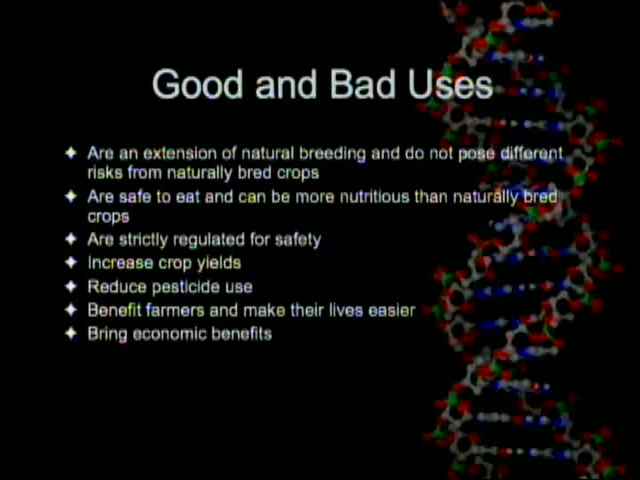 Good and Bad Uses
✦ Are an extension of natural breeding and do not pose different
risks from naturally bred crops
✦ Are safe to eat and can be more nutritious than naturally bred
crops
✦ Are strictly regulated for safety
✦ Increase crop yields
✦ Reduce pesticide use
✦ Benefit farmers and make their lives easier
✦ Bring economic benefits